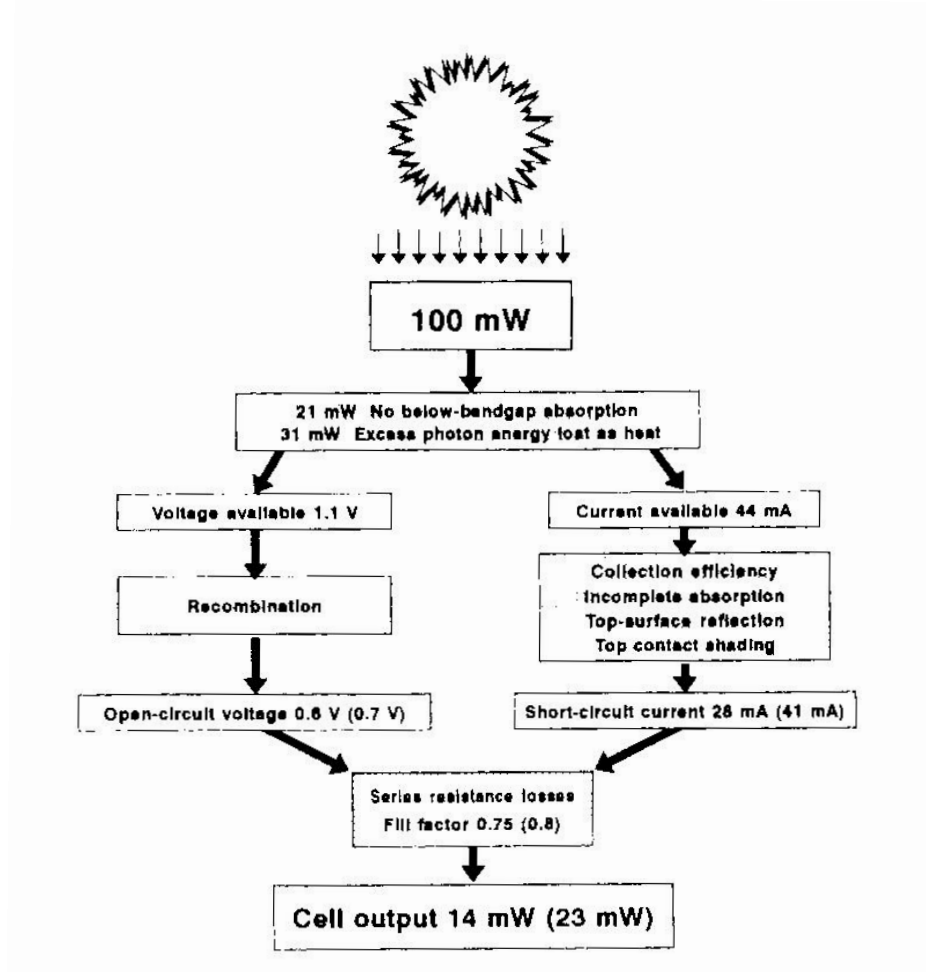 100 mW
21 mW No below-bandgap absorption
31 mW Excess photon energy lost as heat
Voltage available 1.1 V
Current available 44 mA
Recombination
Collection efficiency
Incomplete absorption
Top-surface reflection
Top contact shading
Open-circuit voltage 0.6 V (0.7 V)
Short-circuit current 28 mA (41 mA)
Series resistance losses
Fill factor 0.75 (0.8)
Cell output 14 mW (23 mW)